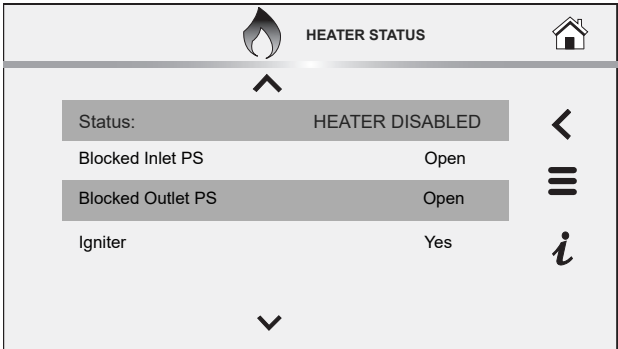 HEATER STATUS
Status: HEATER DISABLED
Blocked Inlet PS Open
Blocked Outlet PS Open
Igniter Yes